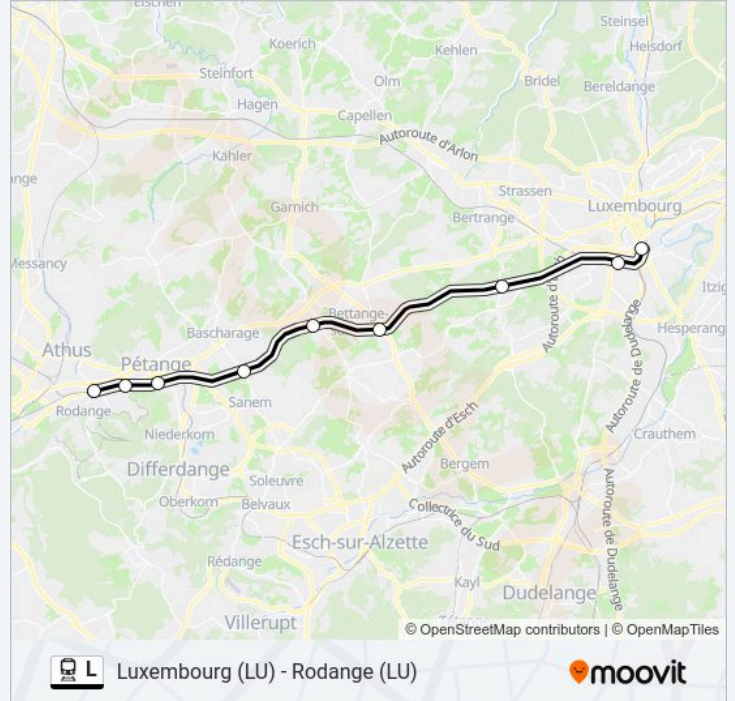 Eischen
Steinsel
Koerich
Kehlen
Heisdorf
Steinfort
Olm
Bridel
Bereldange
Hagen
Capellen
Autoroute d'Arlon
Kahler
Strassen
Garnich
Luxembourg
Bertrange
Messancy
Autoroute d'Esch
Itzig
Bettange-
Bascharage
Hesperang
Athus
Pétange
Autoroute de Dudelange
Rodange
Sanem
Niederkorn
Crauthem
Autoroute d'Esch
Differdange
Bergem
Soleuvre
Oberkorn
Belvaux
Collectrice du Sud
Autoroute de Dudelange
Esch-sur-Alzette
Rédange
Kayl
Dudelange
Villerupt
© OpenStreetMap contributors | © OpenMapTiles
L Luxembourg (LU) - Rodange (LU)
moovit